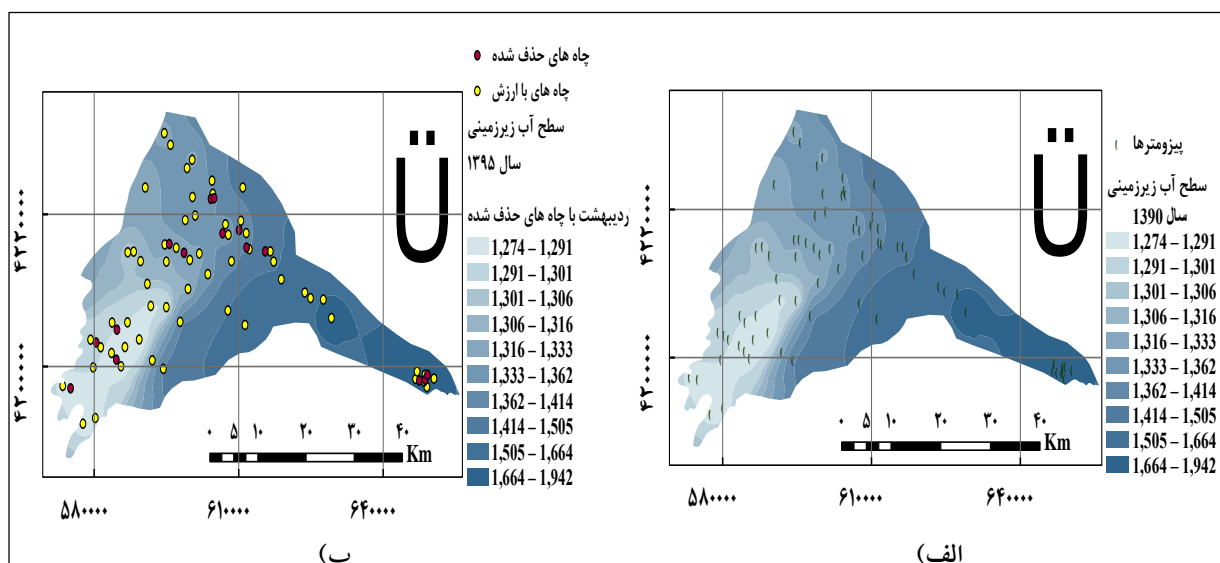 چاه های حذف شده
چاه های با ارزش
سطح آب زیرزمینی
سال ۱۳۹۵
ردیبهشت با چاه های حذف شده
1,274 – 1,291
1,291 – 1,301
1,301 – 1,306
1,306 – 1,316
1,316 – 1,333
1,333 – 1,362
1,362 – 1,414
1,414 – 1,505
1,505 – 1,664
1,664 – 1,942
Ü
۴۲۲۰۰۰۰
۴۲۰۰۰۰۰
۰ ۵ ۱۰ ۲۰ ۳۰ ۴۰
Km
۵۸۰۰۰۰ ۶۱۰۰۰۰ ۶۴۰۰۰۰
ب)
پیزومترها
سطح آب زیرزمینی
سال 1390
1,274 – 1,291
1,291 – 1,301
1,301 – 1,306
1,306 – 1,316
1,316 – 1,333
1,333 – 1,362
1,362 – 1,414
1,414 – 1,505
1,505 – 1,664
1,664 – 1,942
Ü
۴۲۲۰۰۰۰
۴۲۰۰۰۰۰
۰ ۵ ۱۰ ۲۰ ۳۰ ۴۰
Km
۵۸۰۰۰۰ ۶۱۰۰۰۰ ۶۴۰۰۰۰
الف)